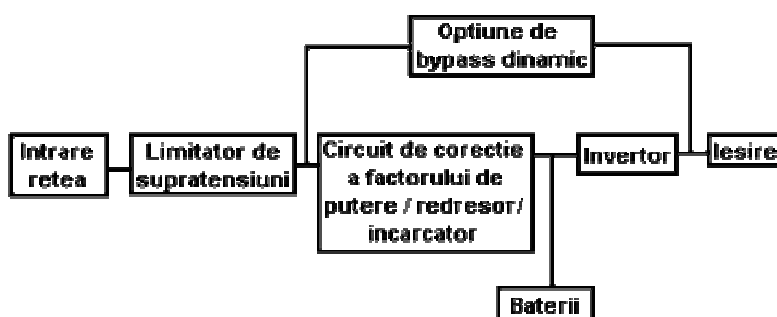 Optiune de
bypass dinamic
Intrare
retea
Limitator de
supratensiuni
Circuit de corectie
a factorului de
putere / redresor/
incarcator
Invertor
Iesire
Baterii